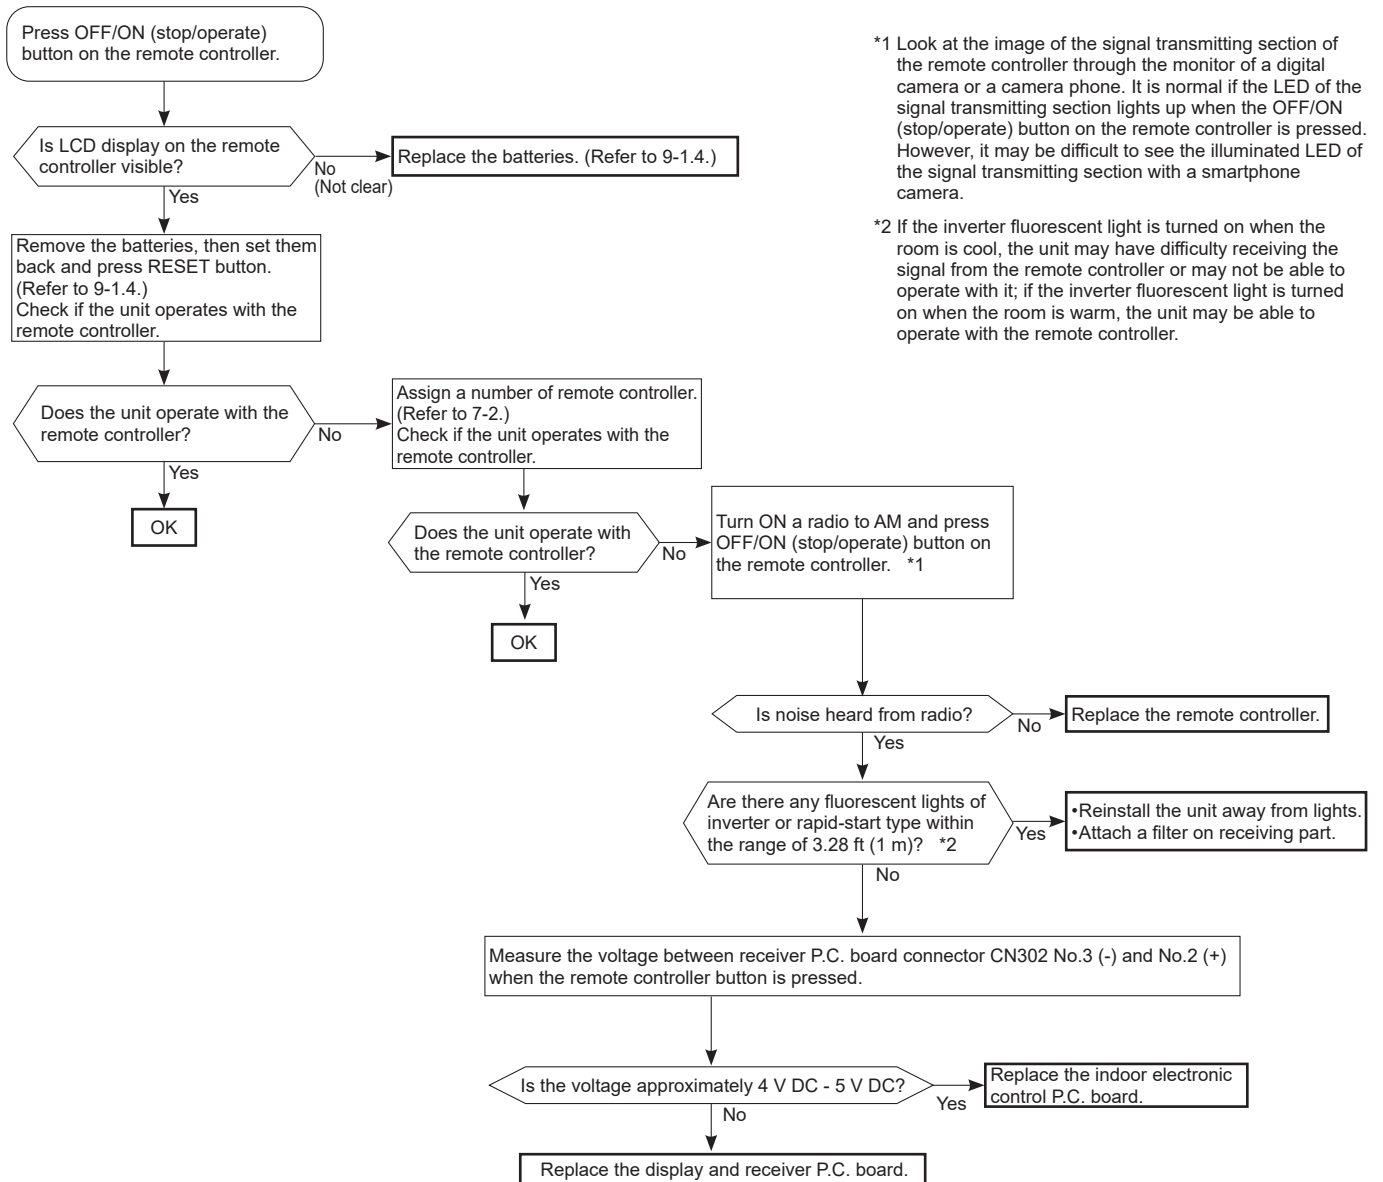 Press OFF/ON (stop/operate)
button on the remote controller.
Is LCD display on the remote
controller visible?
No
(Not clear)
Replace the batteries. (Refer to 9-1.4.)
Yes
Remove the batteries, then set them
back and press RESET button.
(Refer to 9-1.4.)
Check if the unit operates with the
remote controller.
Does the unit operate with the
remote controller?
No
Yes
OK
Assign a number of remote controller.
(Refer to 7-2.)
Check if the unit operates with the
remote controller.
Does the unit operate with
the remote controller?
No
Yes
OK
Turn ON a radio to AM and press
OFF/ON (stop/operate) button on
the remote controller. *1
Is noise heard from radio?
No
Replace the remote controller.
Yes
Are there any fluorescent lights of
inverter or rapid-start type within
the range of 3.28 ft (1 m)? *2
Yes
•Reinstall the unit away from lights.
•Attach a filter on receiving part.
No
Measure the voltage between receiver P.C. board connector CN302 No.3 (-) and No.2 (+)
when the remote controller button is pressed.
Is the voltage approximately 4 V DC - 5 V DC?
Yes
Replace the indoor electronic
control P.C. board.
No
Replace the display and receiver P.C. board.
*1 Look at the image of the signal transmitting section of
the remote controller through the monitor of a digital
camera or a camera phone. It is normal if the LED of the
signal transmitting section lights up when the OFF/ON
(stop/operate) button on the remote controller is pressed.
However, it may be difficult to see the illuminated LED of
the signal transmitting section with a smartphone
camera.
*2 If the inverter fluorescent light is turned on when the
room is cool, the unit may have difficulty receiving the
signal from the remote controller or may not be able to
operate with it; if the inverter fluorescent light is turned
on when the room is warm, the unit may be able to
operate with the remote controller.